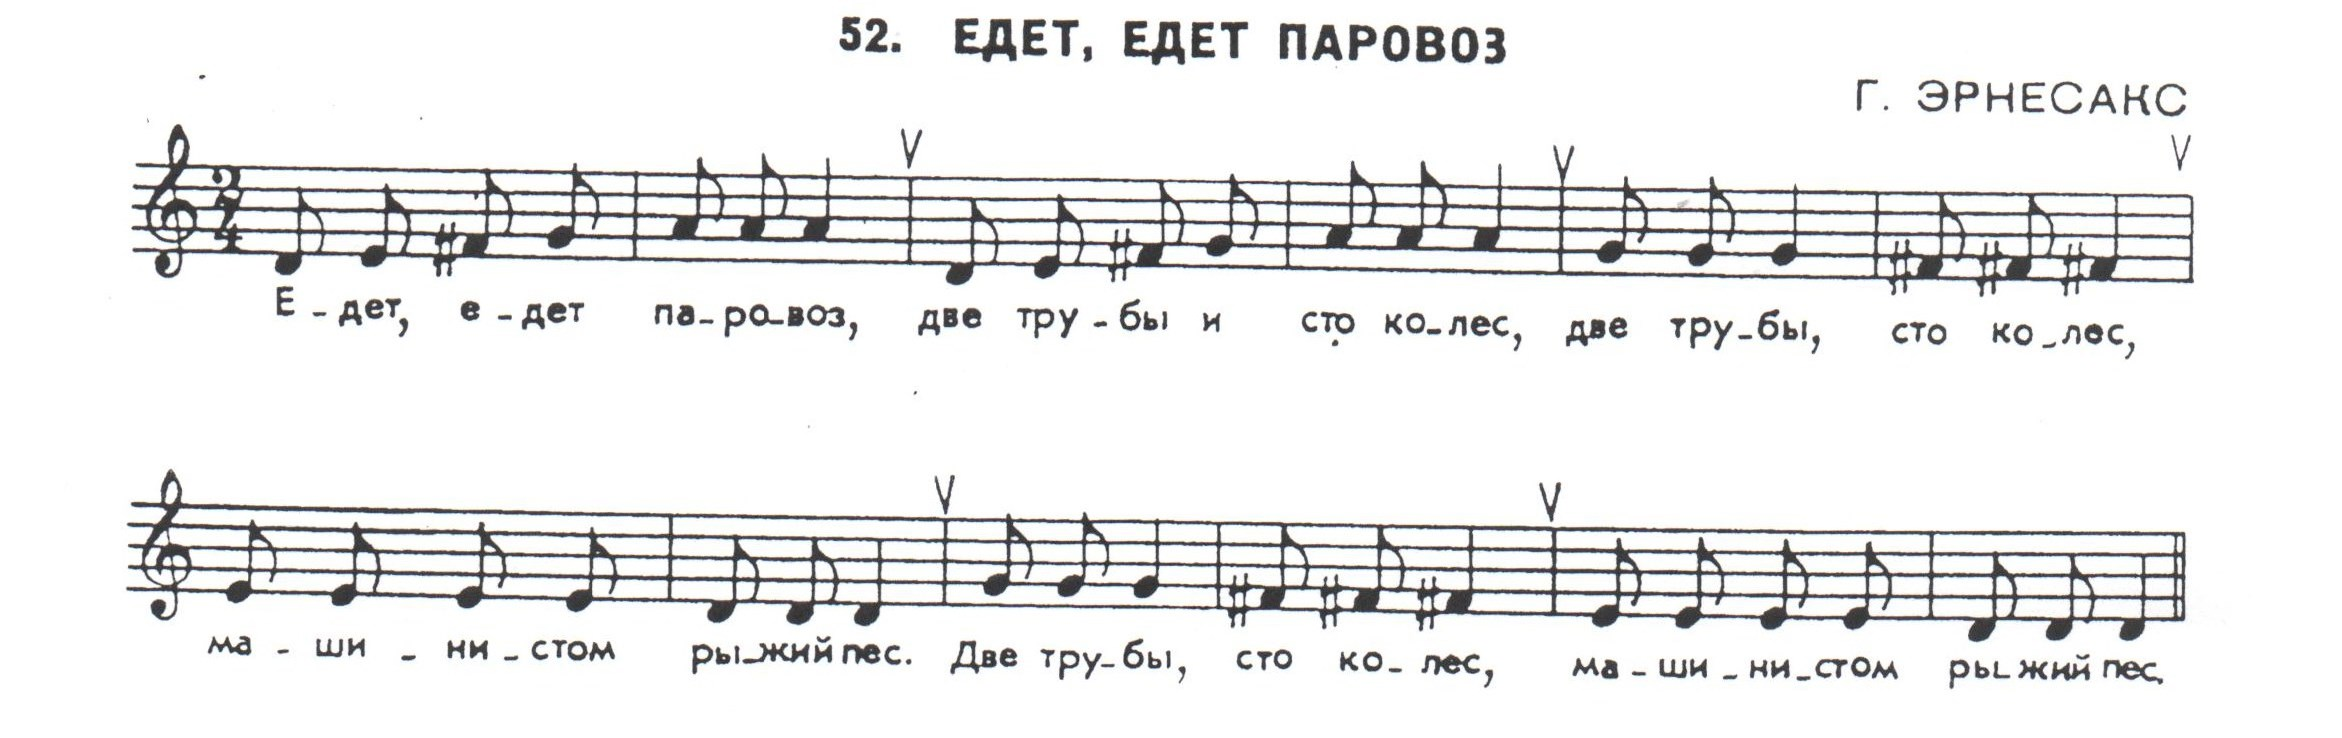 52. ЕДЕТ, ЕДЕТ ПАРОВОЗ
Г. ЭРНЕСАКС
2/4
Е - дет, е - дет па-ро-воз, две тру - бы и сто ко-лес, две тру-бы, сто ко-лес,
ма - ши - ни - стом ры-жий пес. Две тру-бы, сто ко- лес, ма - ши - ни-стом ры-жий пес.